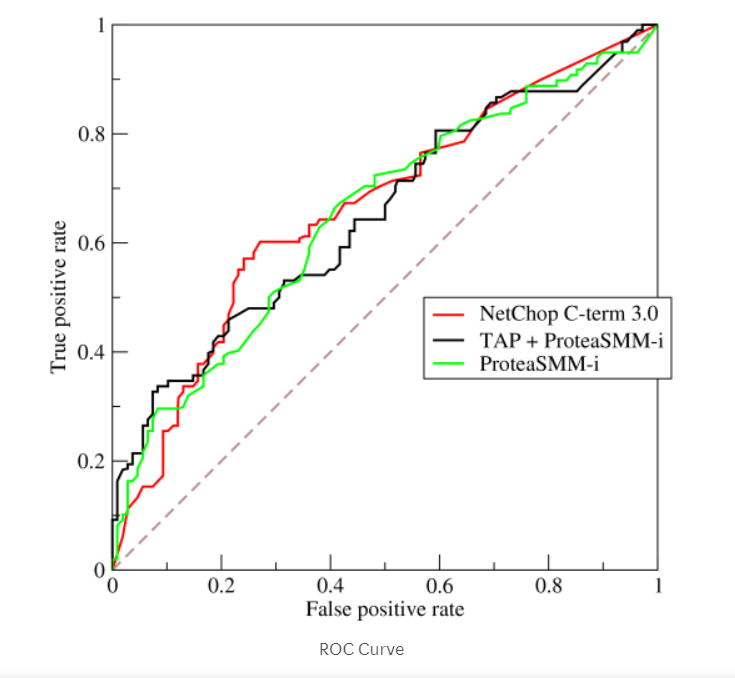 1
0.8
0.6
0.4
0.2
0
True positive rate
NetChop C-term 3.0
TAP + ProteaSMM-i
ProteaSMM-i
0 0.2 0.4 0.6 0.8 1
False positive rate
ROC Curve